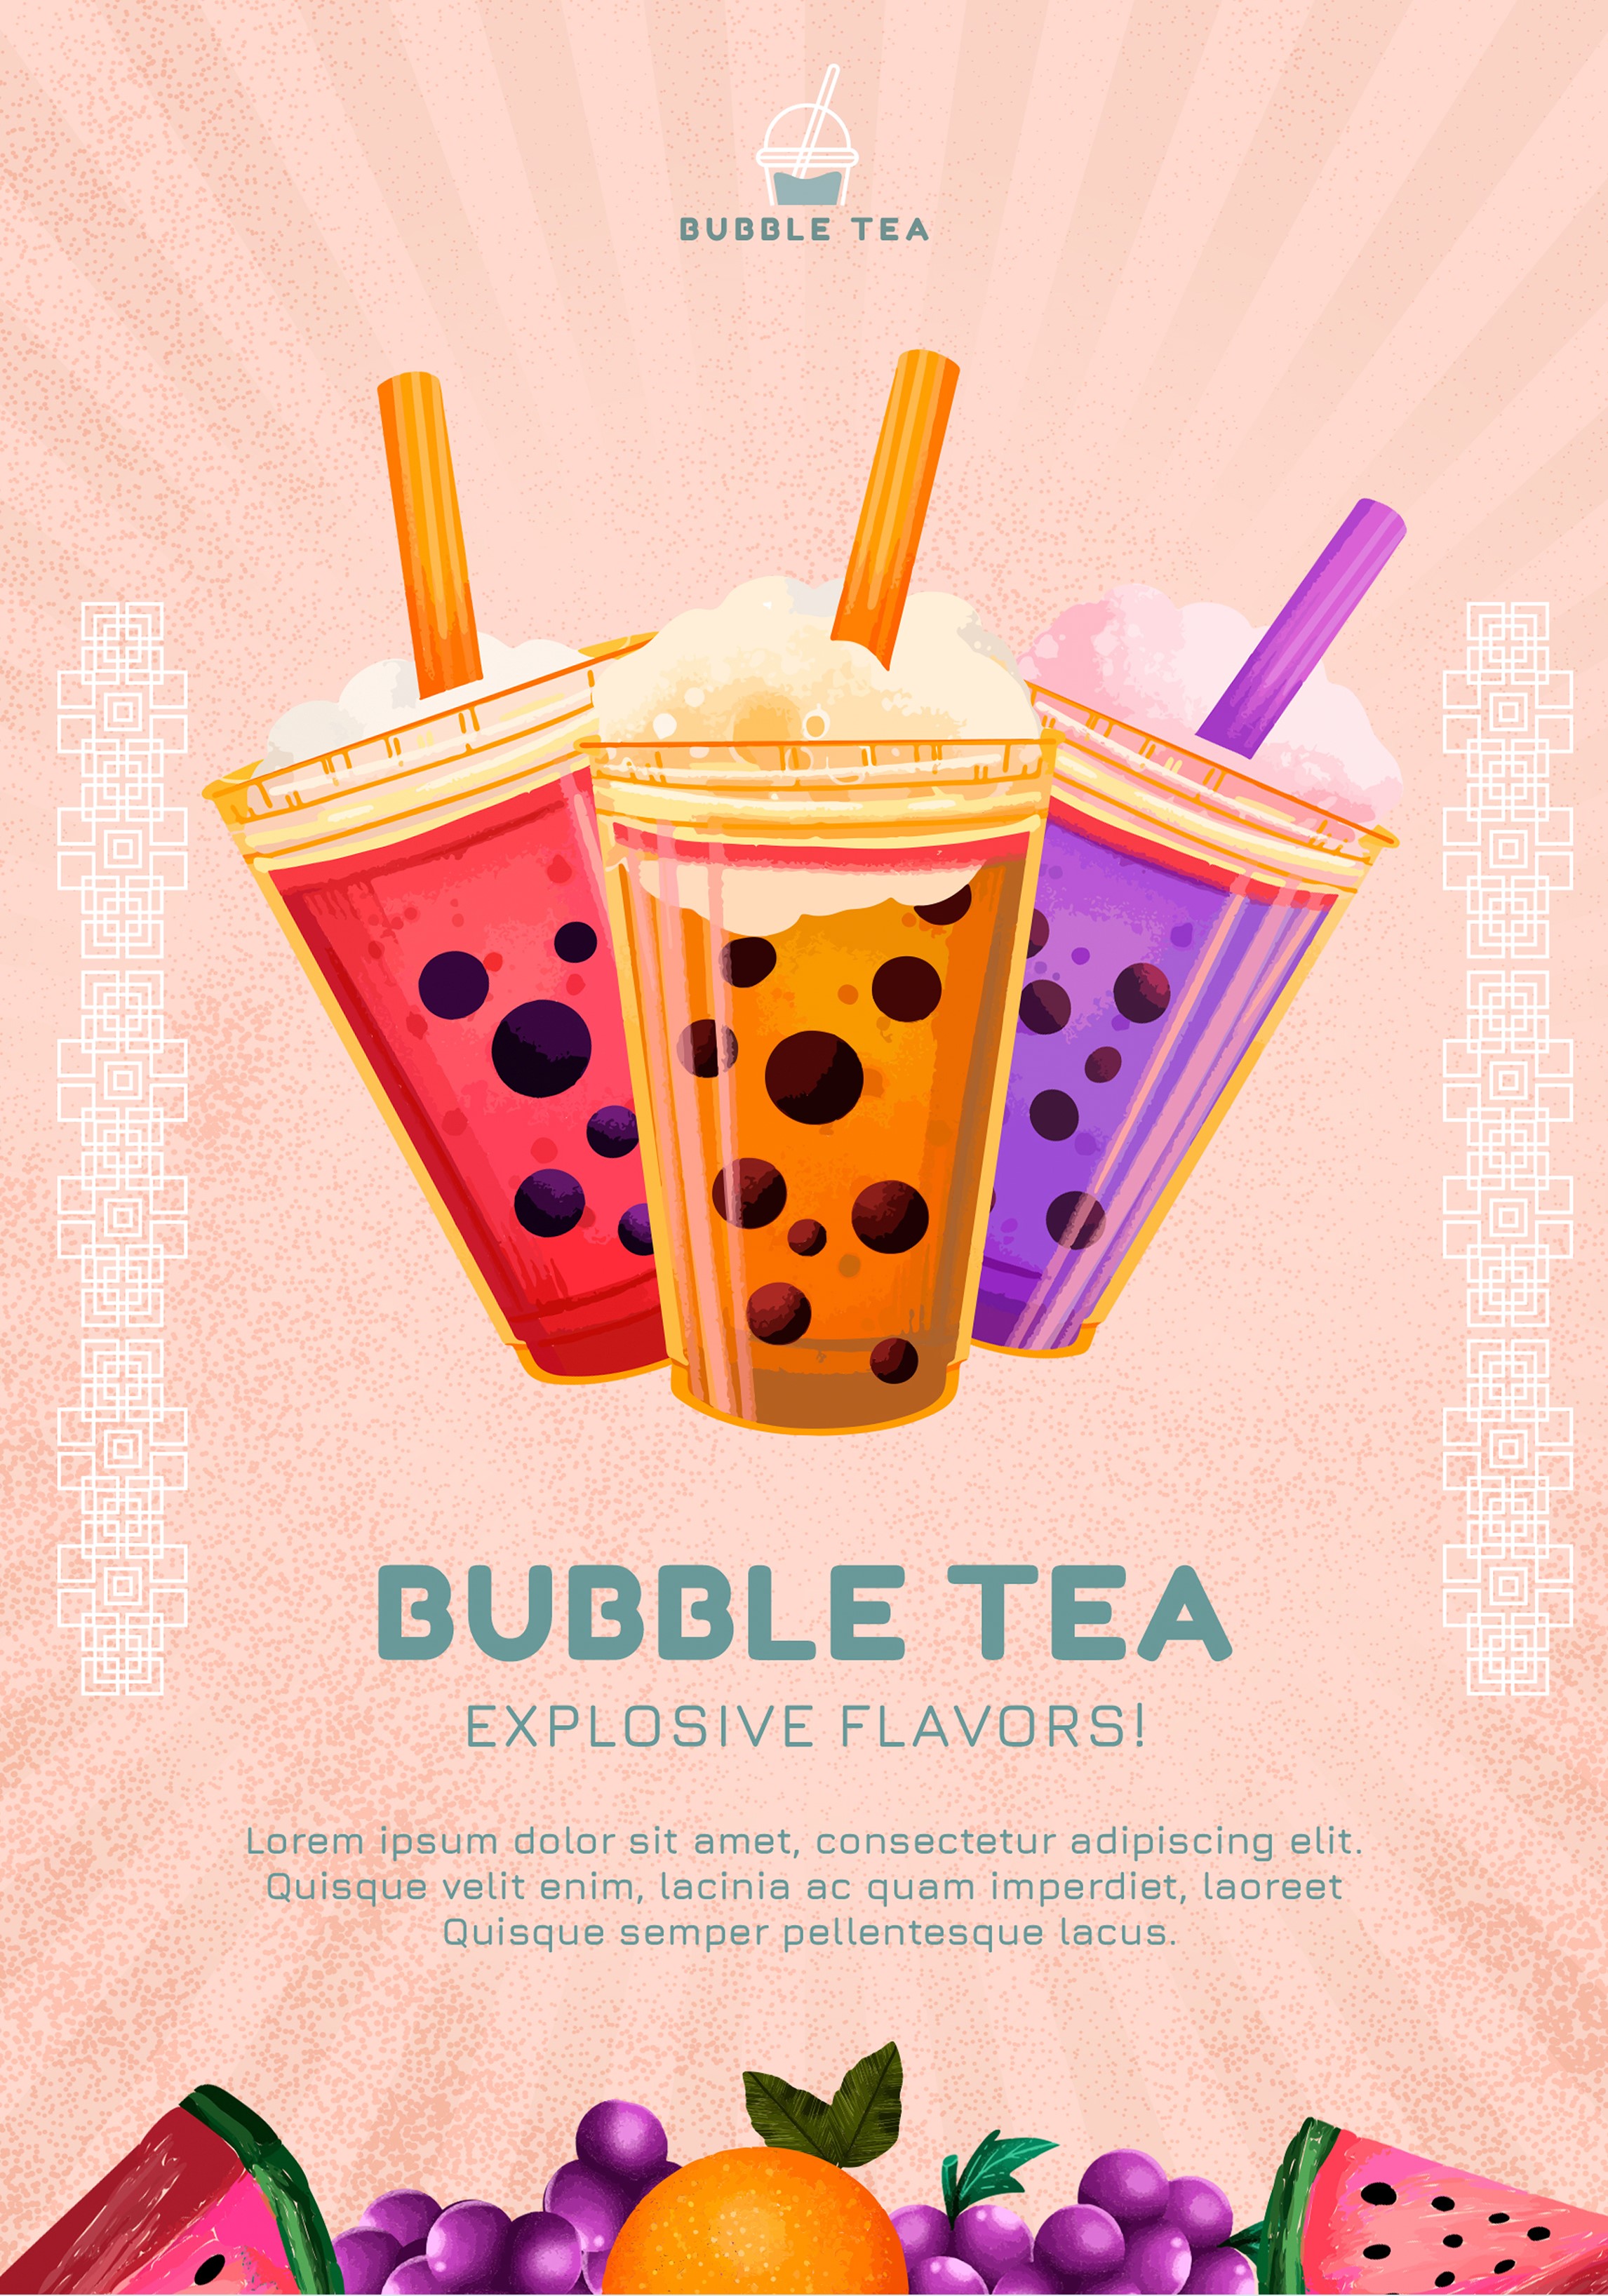 BUBBLE TEA
BUBBLE TEA
EXPLOSIVE FLAVORS!
Lorem ipsum dolor sit amet, consectetur adipiscing elit.
Quisque velit enim, lacinia ac quam imperdiet, laoreet
Quisque semper pellentesque lacus.